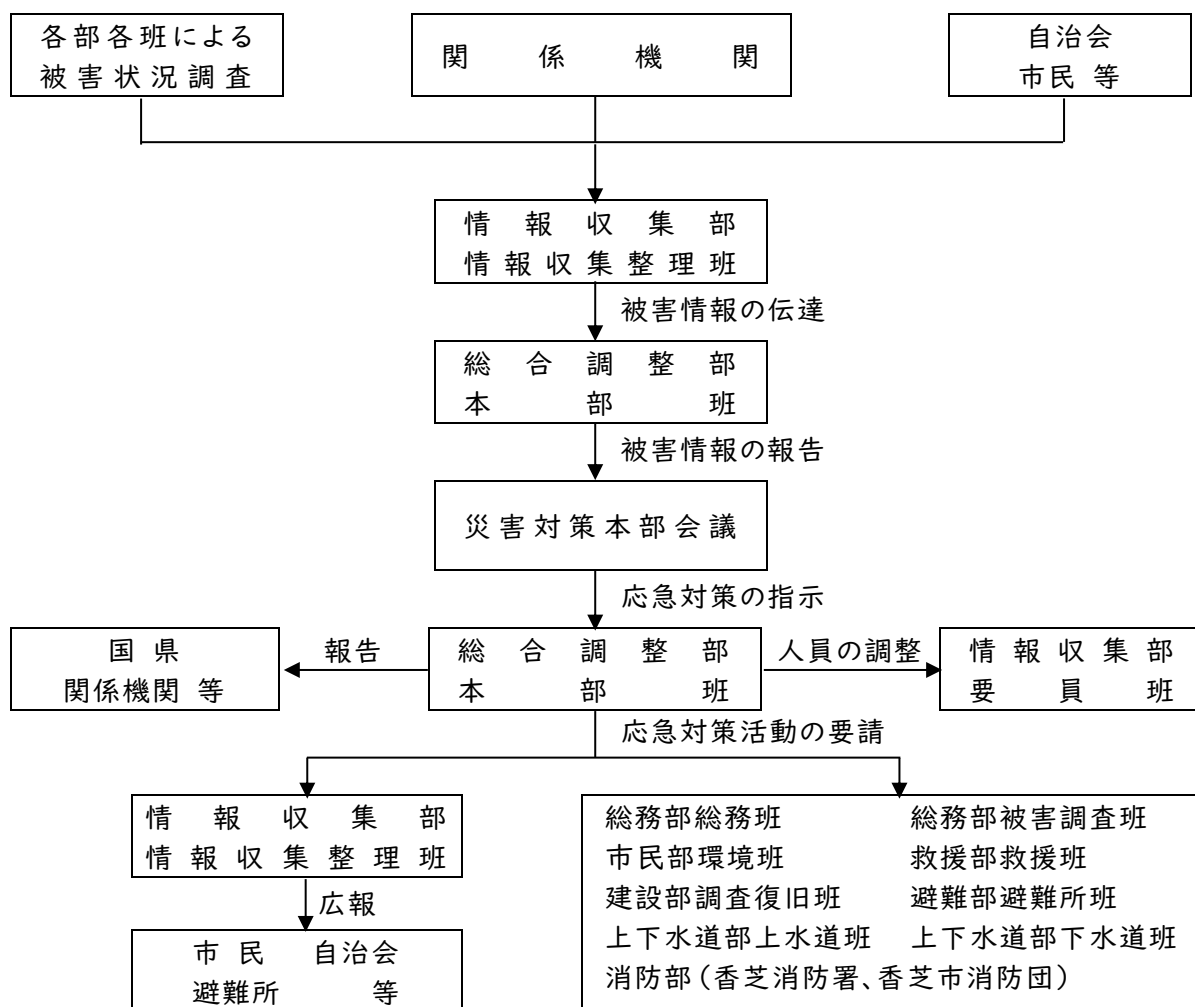 各部各班による
被害状況調査
関係機関
自治会
市民 等
情報収集部
情報収集整理班
被害情報の伝達
総合調整部
本部班
被害情報の報告
災害対策本部会議
応急対策の指示
国 県
関係機関 等
報告
総合調整部
本部班
人員の調整
情報収集部
要員班
応急対策活動の要請
情報収集部
情報収集整理班
広報
市 民 自治会
避難所 等
総務部総務班 総務部被害調査班
市民部環境班 救援部救援班
建設部調査復旧班 避難部避難所班
上下水道部上水道班 上下水道部下水道班
消防部（香芝消防署、香芝市消防団）